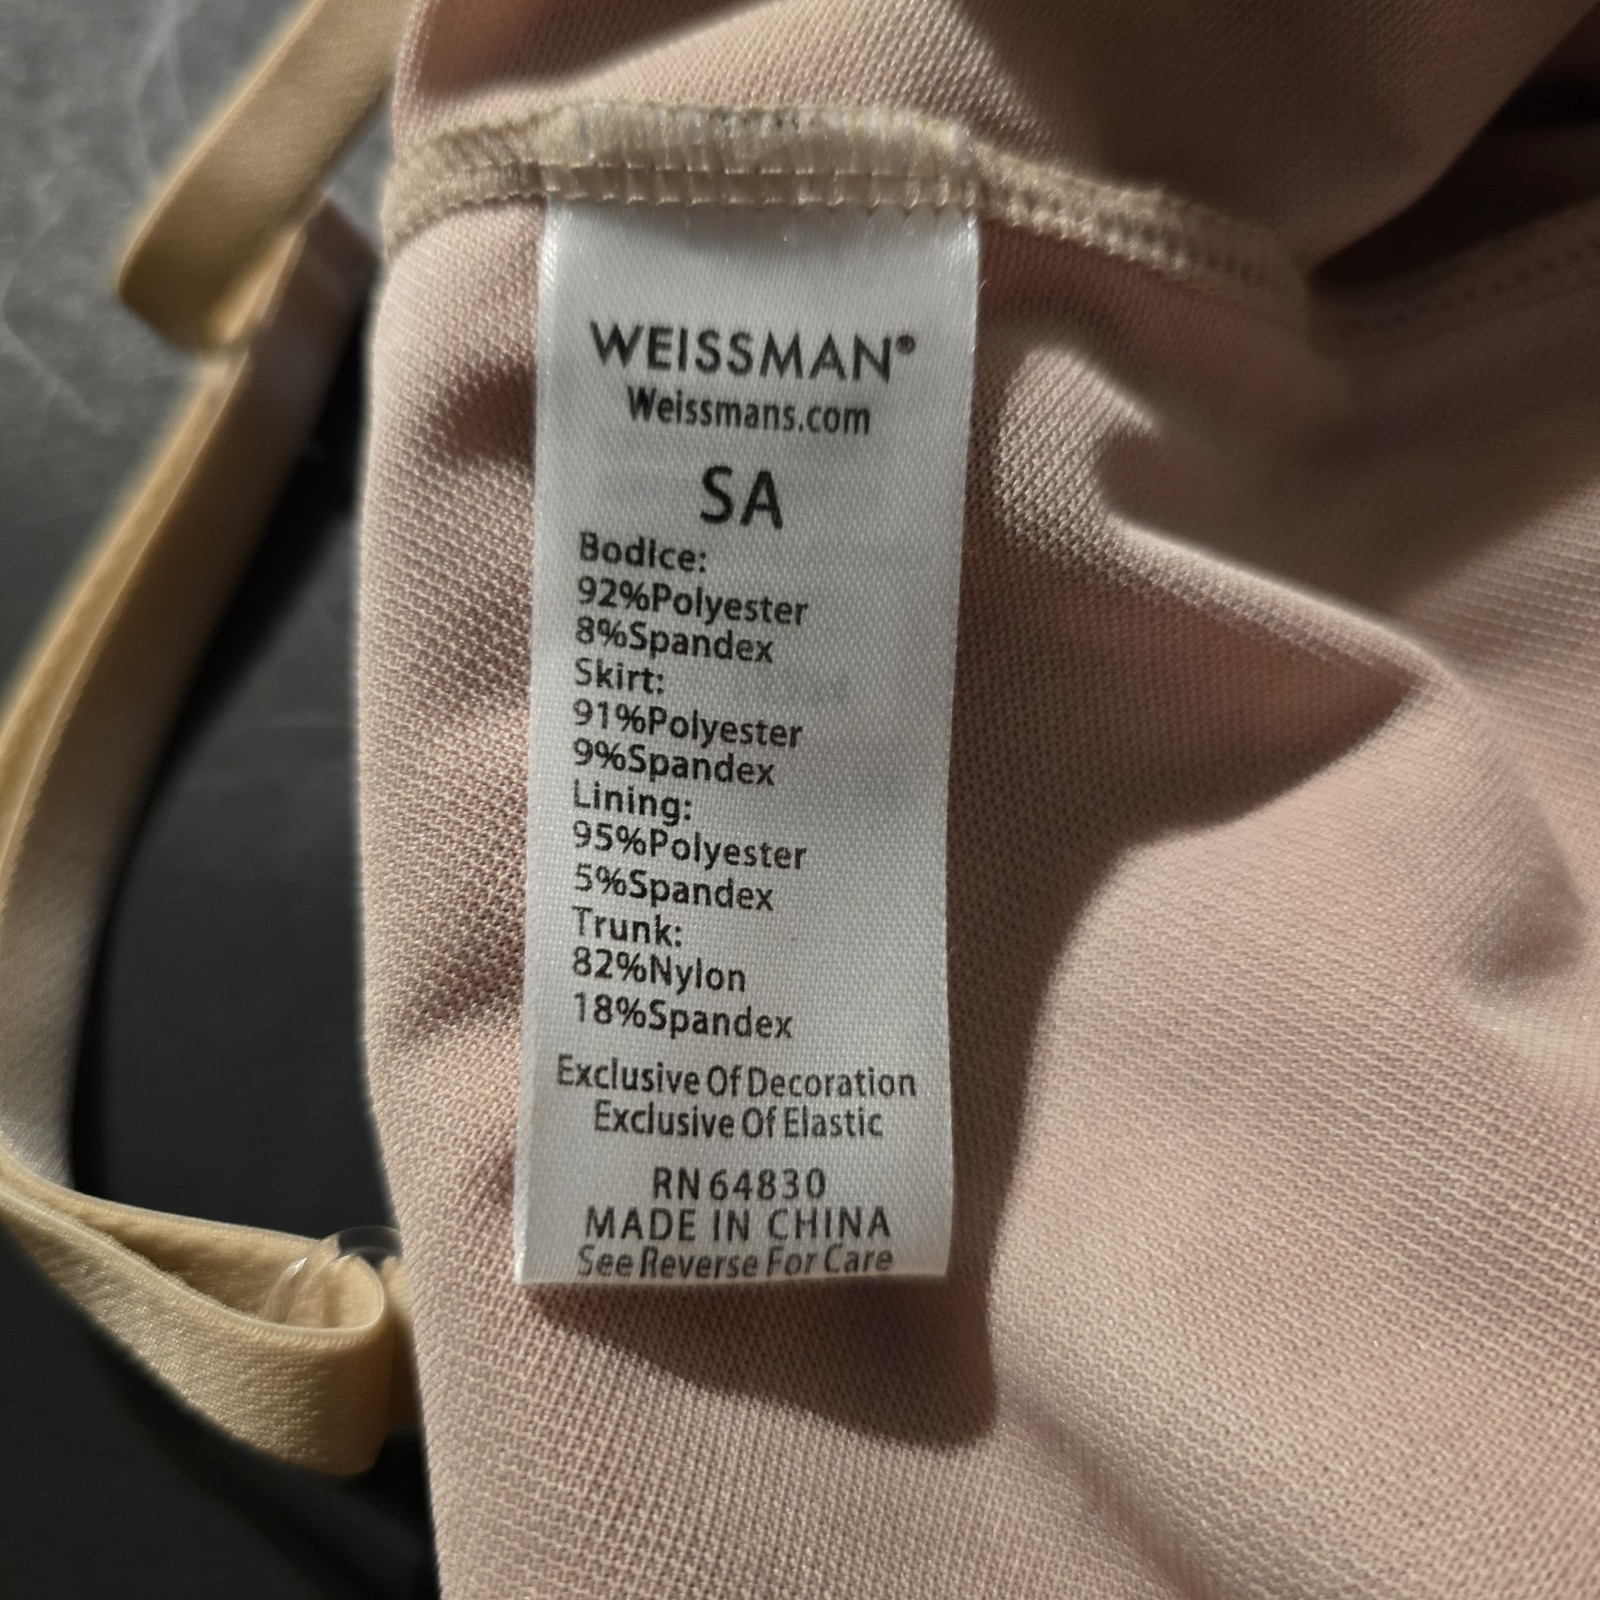 WEISSMAN®
Weissmans.com
SA
Bodice:
92%Polyester
8%Spandex
Skirt:
91%Polyester
9%Spandex
Lining:
95%Polyester
5%Spandex
Trunk:
82%Nylon
18%Spandex
Exclusive Of Decoration
Exclusive Of Elastic
RN 64830
MADE IN CHINA
See Reverse For Care